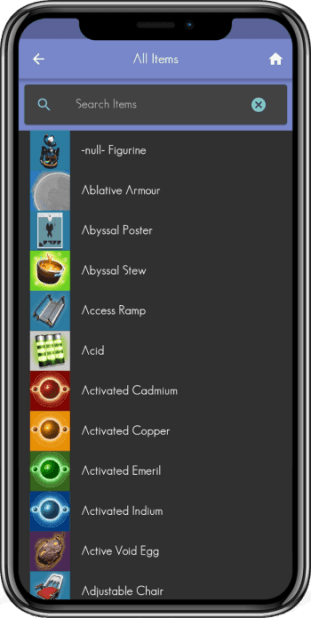 All Items
Search Items
-null- Figurine
Ablative Armour
Abyssal Poster
Abyssal Stew
Access Ramp
Acid
Activated Cadmium
Activated Copper
Activated Emeril
Activated Indium
Active Void Egg
Adjustable Chair